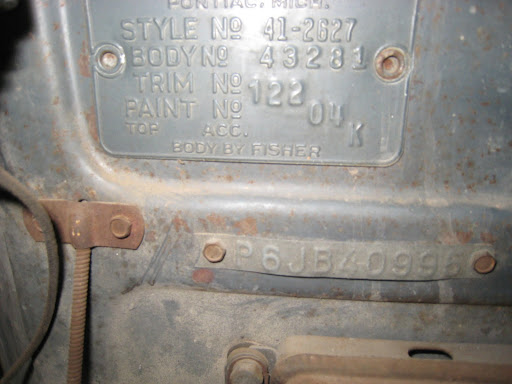 PONTIAC, MICH.
STYLE Nº 41-2627
BODY Nº 43281
TRIM Nº 122
PAINT Nº 04
TOP ACC. K
BODY BY FISHER
P6JB40996